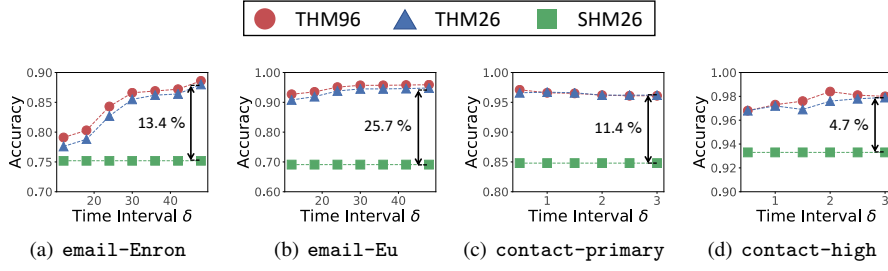 THM96 THM26 SHM26
0.90
0.85
0.80
0.75
0.70
Accuracy
13.4 %
20 30 40
Time Interval δ
(a) email-Enron
1.00
0.90
0.80
0.70
0.60
Accuracy
25.7 %
20 30 40
Time Interval δ
(b) email-Eu
1.00
0.95
0.90
0.85
0.80
Accuracy
11.4 %
1 2 3
Time Interval δ
(c) contact-primary
1.00
0.98
0.96
0.94
0.92
0.90
Accuracy
4.7 %
1 2 3
Time Interval δ
(d) contact-high